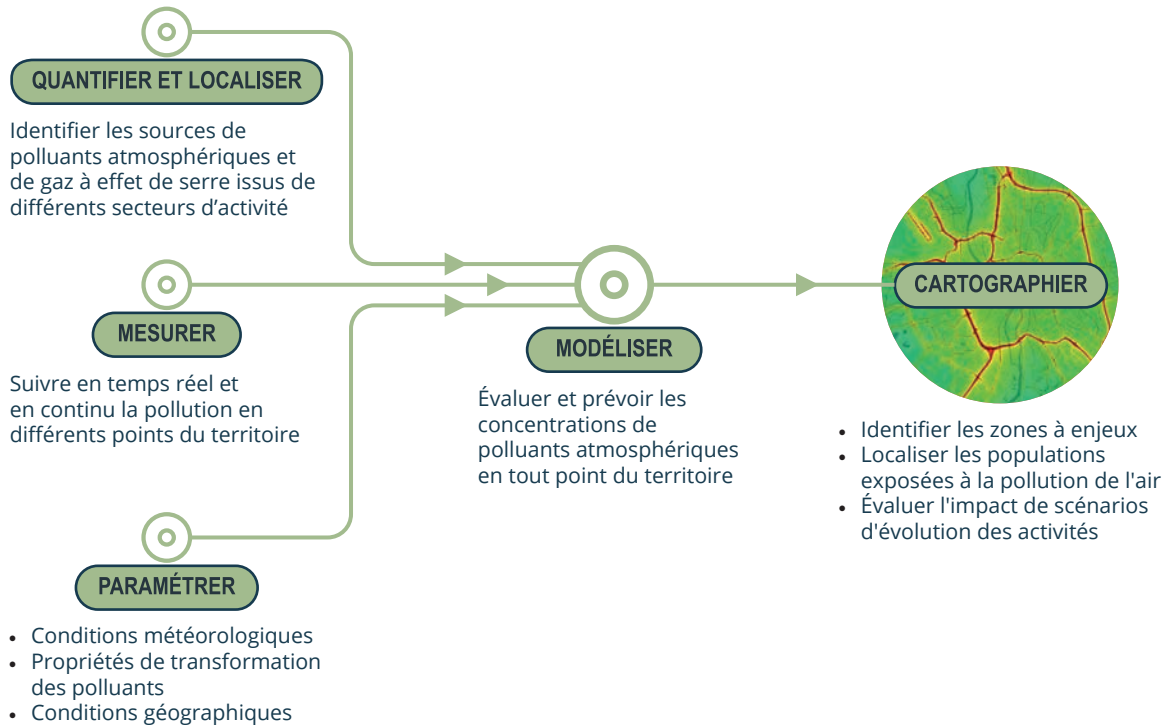 QUANTIFIER ET LOCALISER
Identifier les sources de
polluants atmosphériques et
de gaz à effet de serre issus de
différents secteurs d’activité
MESURER
Suivre en temps réel et
en continu la pollution en
différents points du territoire
PARAMÉTRER
• Conditions météorologiques
• Propriétés de transformation
des polluants
• Conditions géographiques
MODÉLISER
Évaluer et prévoir les
concentrations de
polluants atmosphériques
en tout point du territoire
CARTOGRAPHIER
• Identifier les zones à enjeux
• Localiser les populations
exposées à la pollution de l'air
• Évaluer l'impact de scénarios
d'évolution des activités